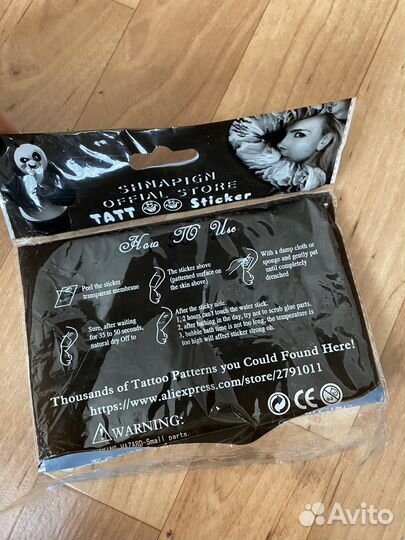 SHNAPIGN
OFFICIAL STORE
TATT Sticker
How TO Use
Peel the sticker
transparent membrane
The sticker above
(patterned surface on
the skin above)
With a damp cloth or
sponge and gently pat
until completely
drenched
Sure, after waiting
for 35 to 50 seconds,
natural dry Off to
After the sticky note:
1, 2 hours can't touch the water stick.
2, after bathing in the day, try not to scrub glue parts.
3, bubble bath time is not too long, the temperature is
too high will affect sticker strong oh.
Thousands of Tattoo Patterns you Could Found Here!
https://www.aliexpress.com/store/2791011
WARNING:
HAZARD-Small parts.
0-3
CE
Avito